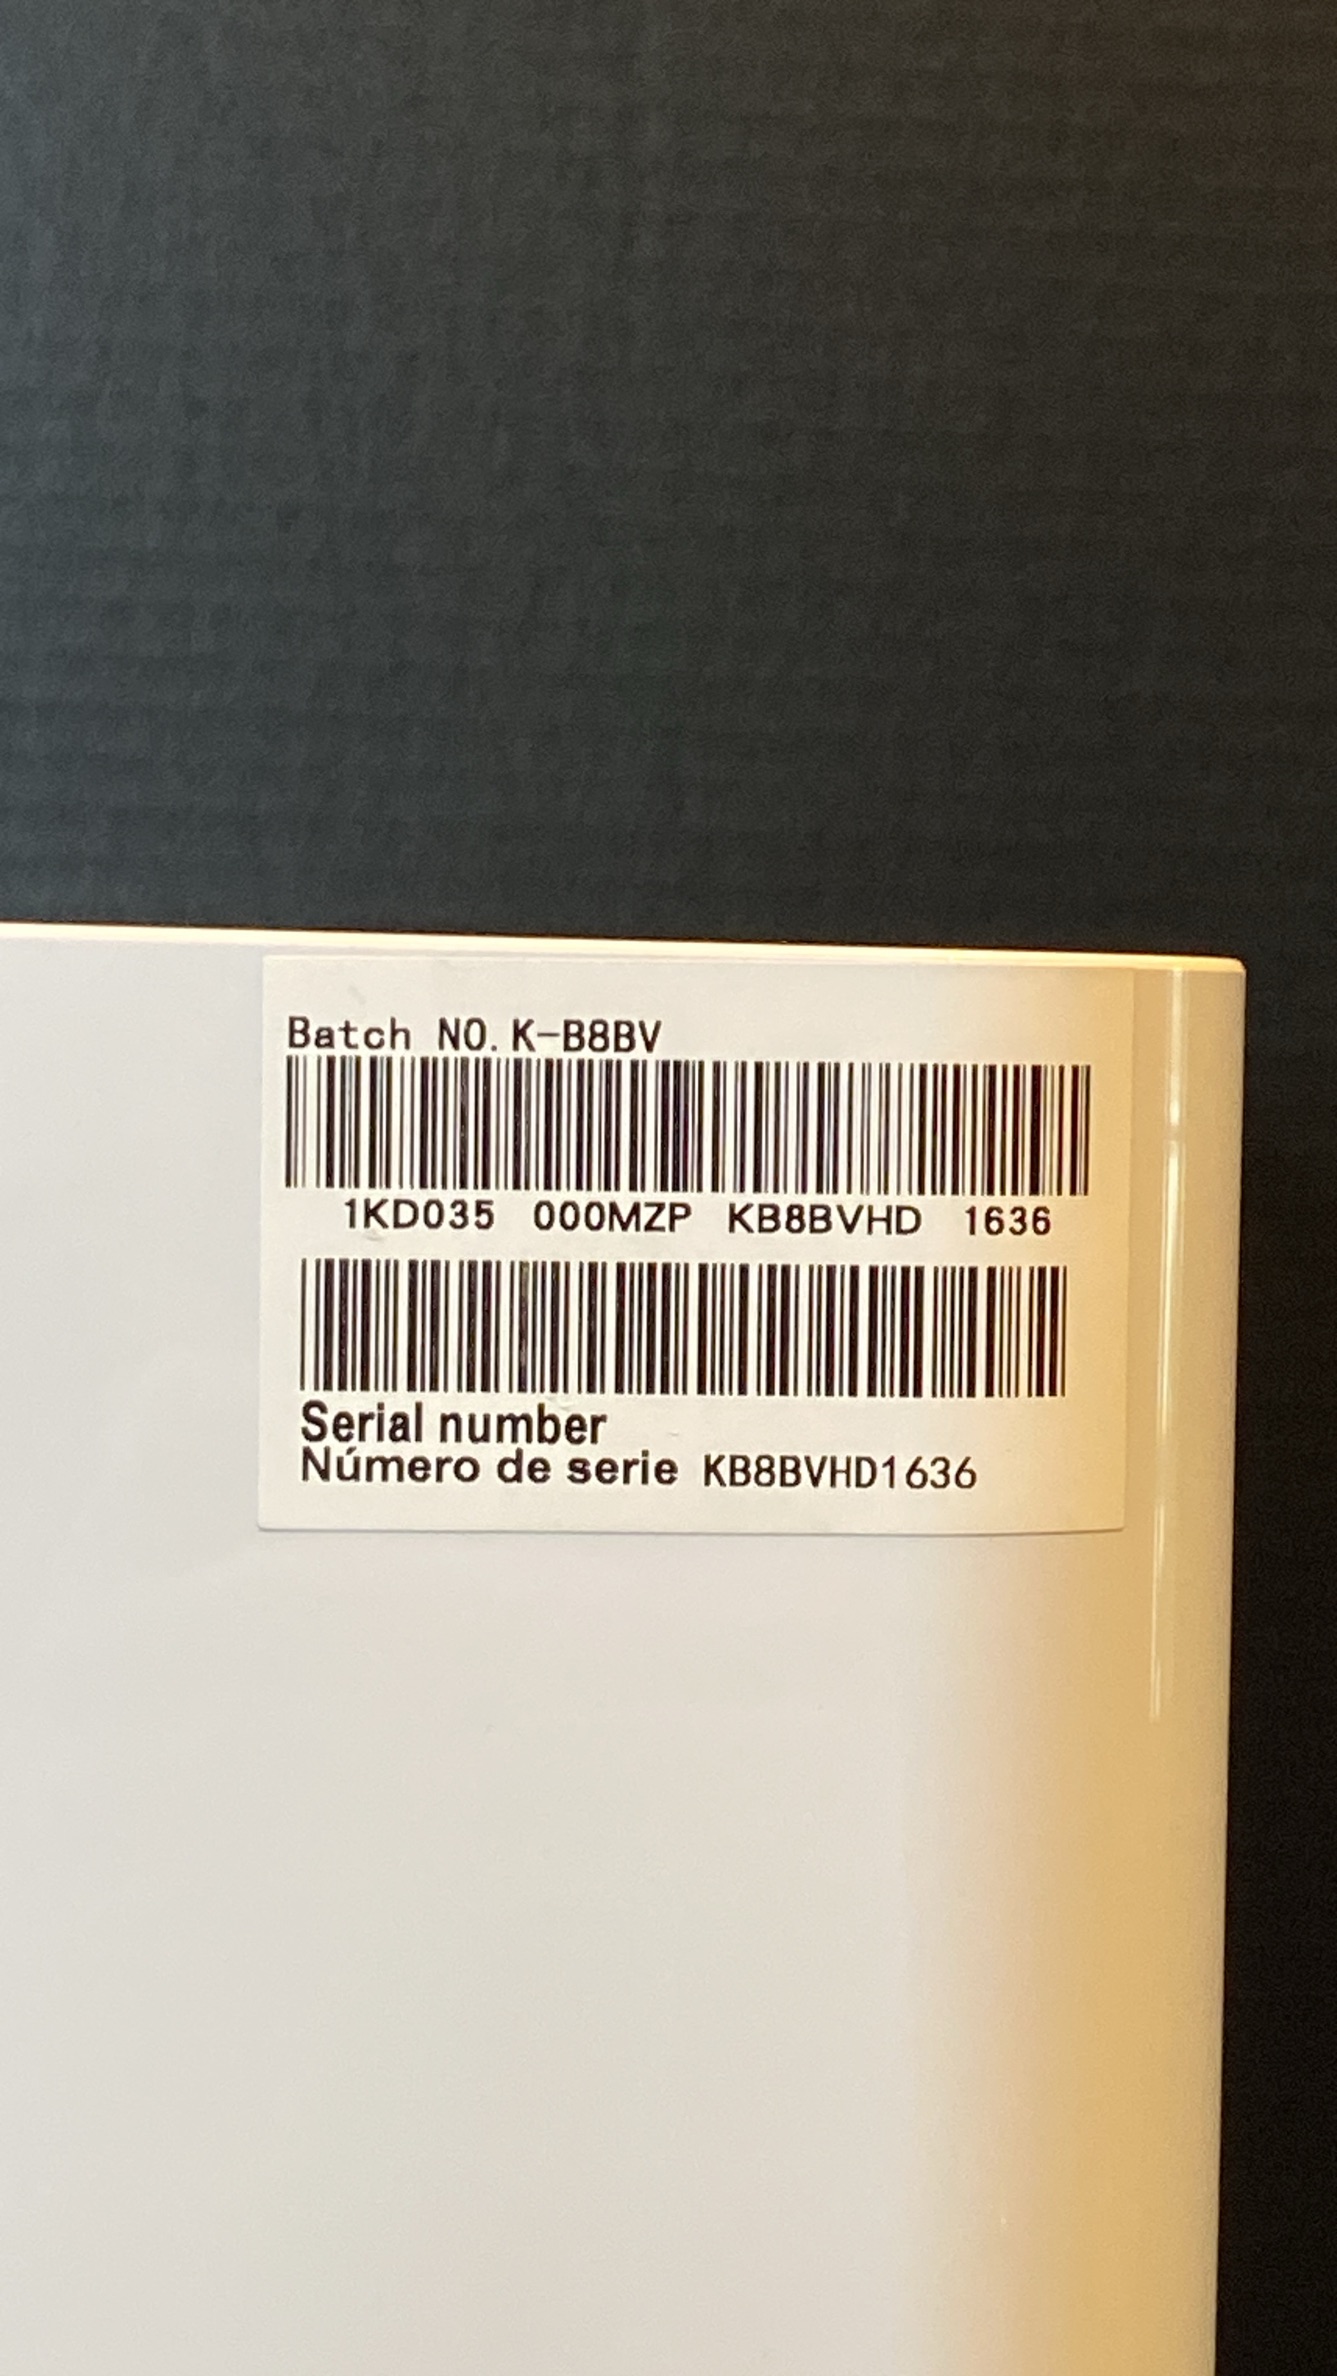 Batch NO. K-B8BV
1KD035 000MZP KB8BVHD 1636
Serial number
Número de serie KB8BVHD1636